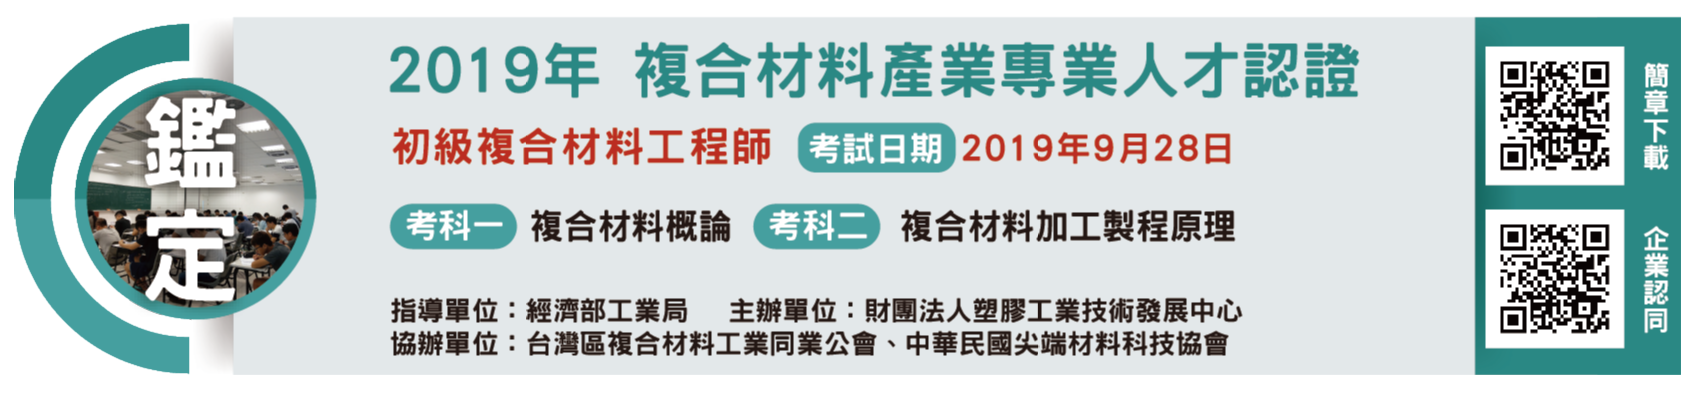 鑑定
2019年 複合材料產業專業人才認證
初級複合材料工程師 考試日期 2019年9月28日
考科一 複合材料概論 考科二 複合材料加工製程原理
指導單位：經濟部工業局 主辦單位：財團法人塑膠工業技術發展中心
協辦單位：台灣區複合材料工業同業公會、中華民國尖端材料科技協會
簡章下載
企業認同